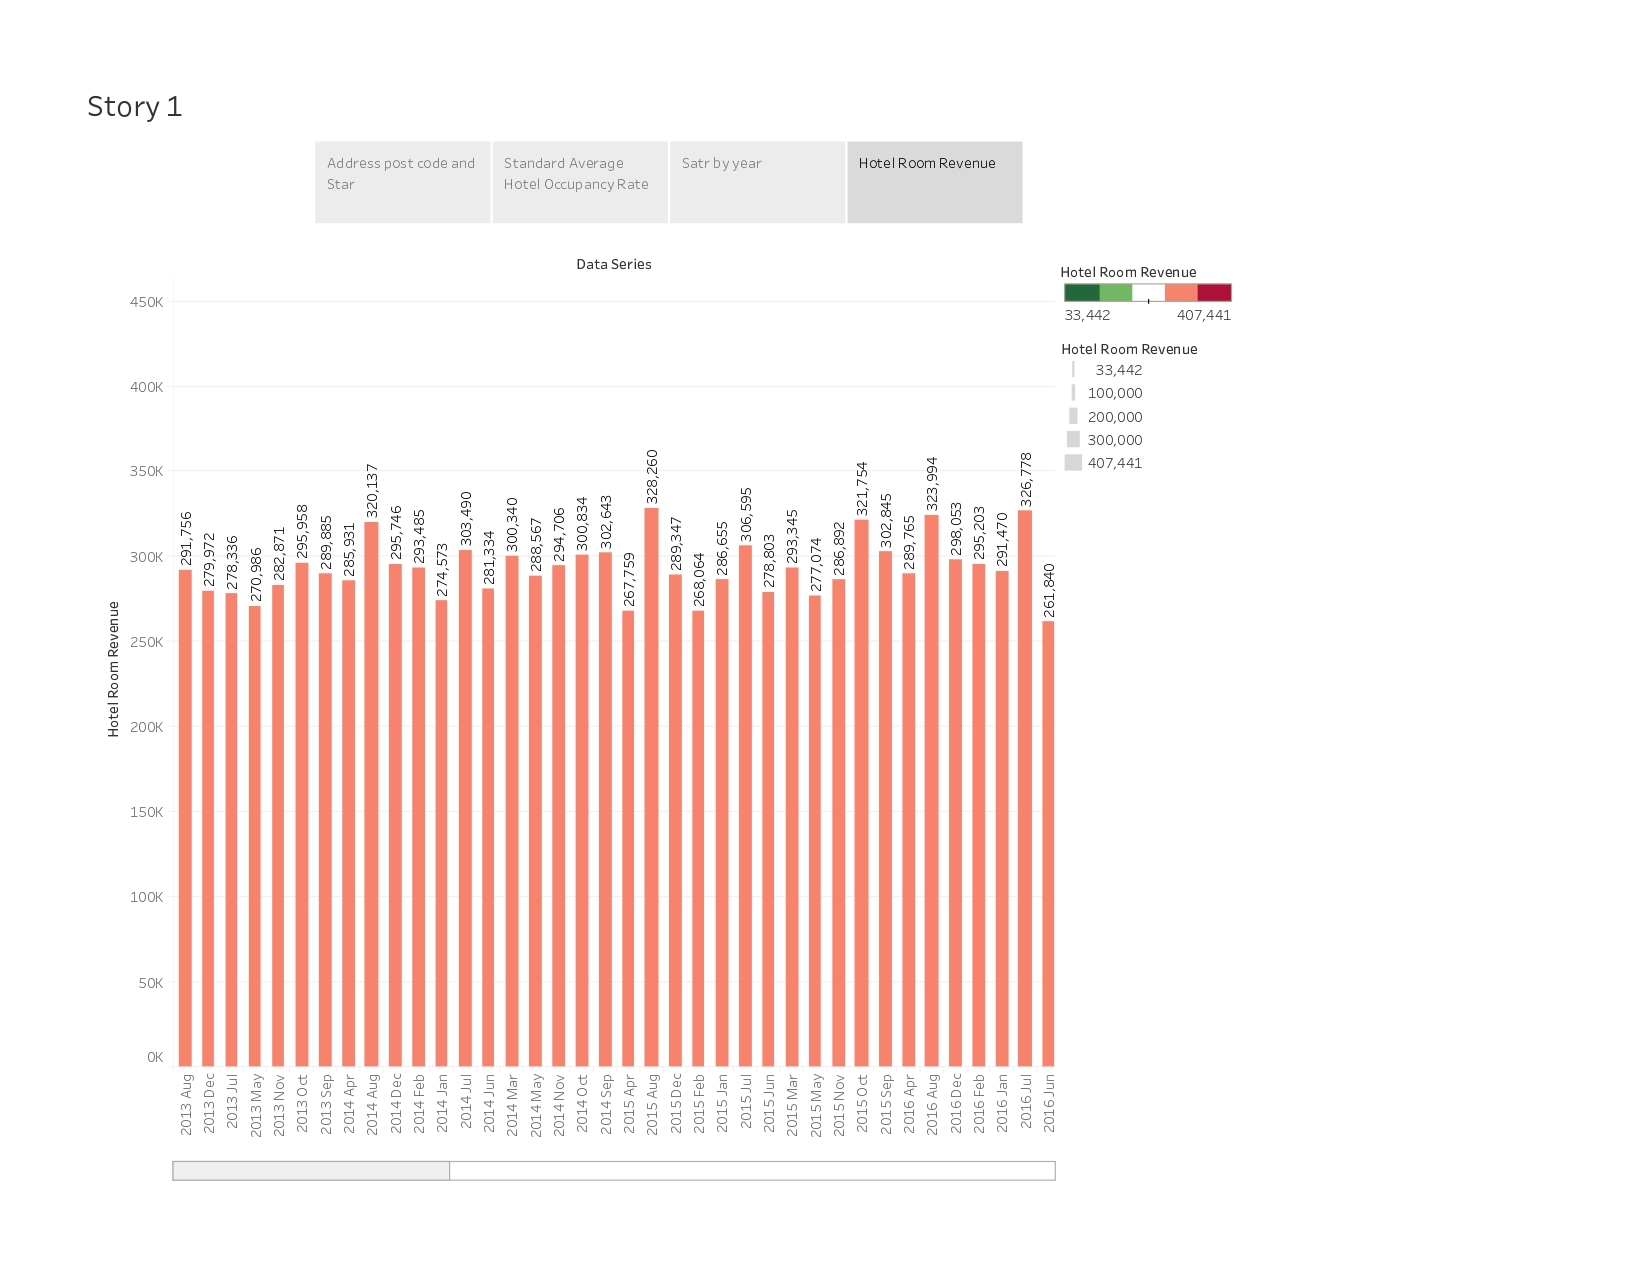 Story 1
Address post code and
Star
Standard Average
Hotel Occupancy Rate
Satr by year
Hotel Room Revenue
Data Series
Hotel Room Revenue
33,442 407,441
Hotel Room Revenue
33,442
100,000
200,000
300,000
407,441
Hotel Room Revenue
450K
400K
350K
300K
250K
200K
150K
100K
50K
0K
291,756
279,972
278,336
270,986
282,871
295,958
289,885
285,931
320,137
295,746
293,485
274,573
303,490
281,334
300,340
288,567
294,706
300,834
302,643
267,759
328,260
289,347
268,064
286,655
306,595
278,803
293,345
277,074
286,892
321,754
302,845
289,765
323,994
298,053
295,203
291,470
326,778
261,840
2013 Aug
2013 Dec
2013 Jul
2013 May
2013 Nov
2013 Oct
2013 Sep
2014 Apr
2014 Aug
2014 Dec
2014 Feb
2014 Jan
2014 Jul
2014 Jun
2014 Mar
2014 May
2014 Nov
2014 Oct
2014 Sep
2015 Apr
2015 Aug
2015 Dec
2015 Feb
2015 Jan
2015 Jul
2015 Jun
2015 Mar
2015 May
2015 Nov
2015 Oct
2015 Sep
2016 Apr
2016 Aug
2016 Dec
2016 Feb
2016 Jan
2016 Jul
2016 Jun